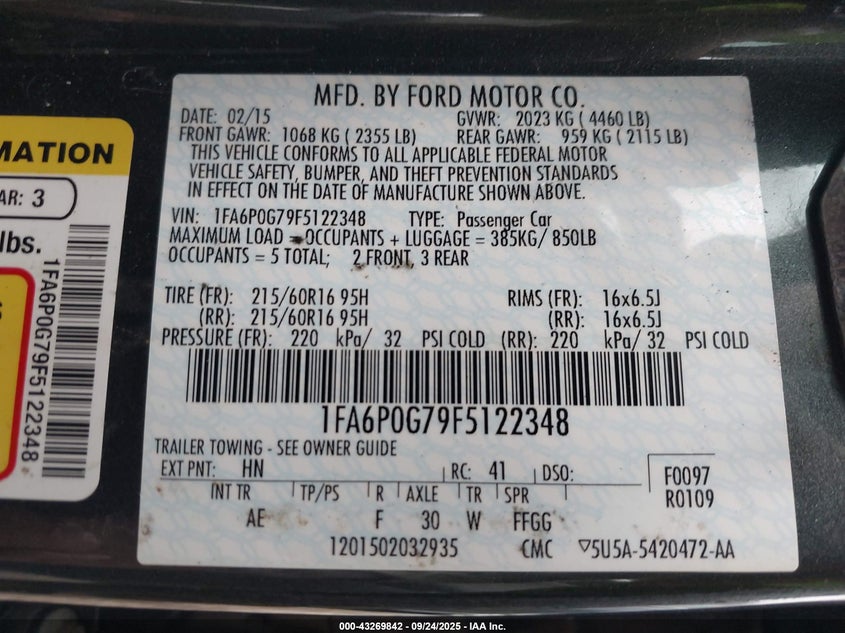 MATION
AR: 3
lbs.
1FA6P0G79F5122348
MFD. BY FORD MOTOR CO.
DATE: 02/15 GVWR: 2023 KG ( 4460 LB)
FRONT GAWR: 1068 KG ( 2355 LB) REAR GAWR: 959 KG ( 2115 LB)
THIS VEHICLE CONFORMS TO ALL APPLICABLE FEDERAL MOTOR
VEHICLE SAFETY, BUMPER, AND THEFT PREVENTION STANDARDS
IN EFFECT ON THE DATE OF MANUFACTURE SHOWN ABOVE.
VIN: 1FA6P0G79F5122348 TYPE: Passenger Car
MAXIMUM LOAD = OCCUPANTS + LUGGAGE = 385KG/ 850LB
OCCUPANTS = 5 TOTAL; 2 FRONT, 3 REAR
TIRE (FR): 215/60R16 95H RIMS (FR): 16x6.5J
(RR): 215/60R16 95H (RR): 16x6.5J
PRESSURE (FR): 220 kPa/ 32 PSI COLD (RR): 220 kPa/ 32 PSI COLD
1FA6P0G79F5122348
TRAILER TOWING - SEE OWNER GUIDE
EXT PNT: HN RC: 41 DSO:
F0097
R0109
INT TR TP/PS R AXLE TR SPR
AE F 30 W FFGG
1201502032935 CMC ▽5U5A-5420472-AA
000-43269842 - 09/24/2025 - IAA Inc.